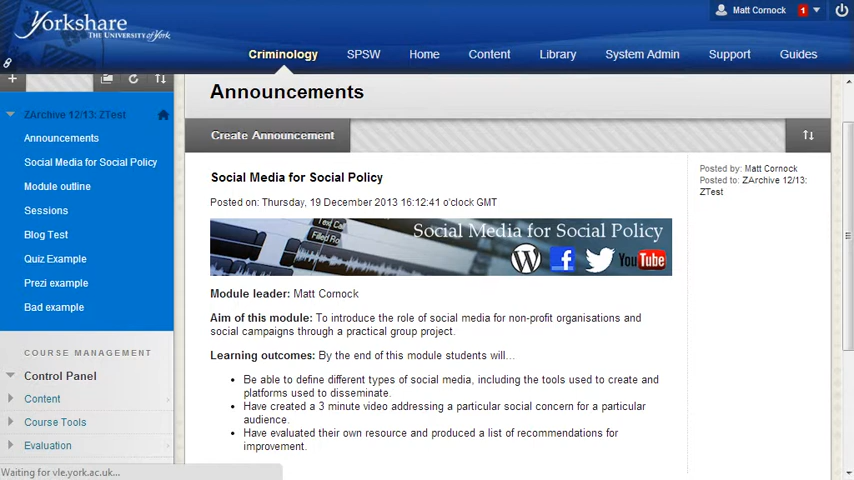 Yorkshare
THE UNIVERSITY of York
Matt Cornock 1
Criminology SPSW Home Content Library System Admin Support Guides
ZArchive 12/13: ZTest
Announcements
Social Media for Social Policy
Module outline
Sessions
Blog Test
Quiz Example
Prezi example
Bad example
COURSE MANAGEMENT
Control Panel
Content
Course Tools
Evaluation
Waiting for vle.york.ac.uk...
Announcements
Create Announcement
Social Media for Social Policy
Posted on: Thursday, 19 December 2013 16:12:41 o'clock GMT
Social Media for Social Policy
You Tube
Module leader: Matt Cornock
Aim of this module: To introduce the role of social media for non-profit organisations and
social campaigns through a practical group project.
Learning outcomes: By the end of this module students will...
• Be able to define different types of social media, including the tools used to create and
platforms used to disseminate.
• Have created a 3 minute video addressing a particular social concern for a particular
audience.
• Have evaluated their own resource and produced a list of recommendations for
improvement.
Posted by: Matt Cornock
Posted to: ZArchive 12/13:
ZTest